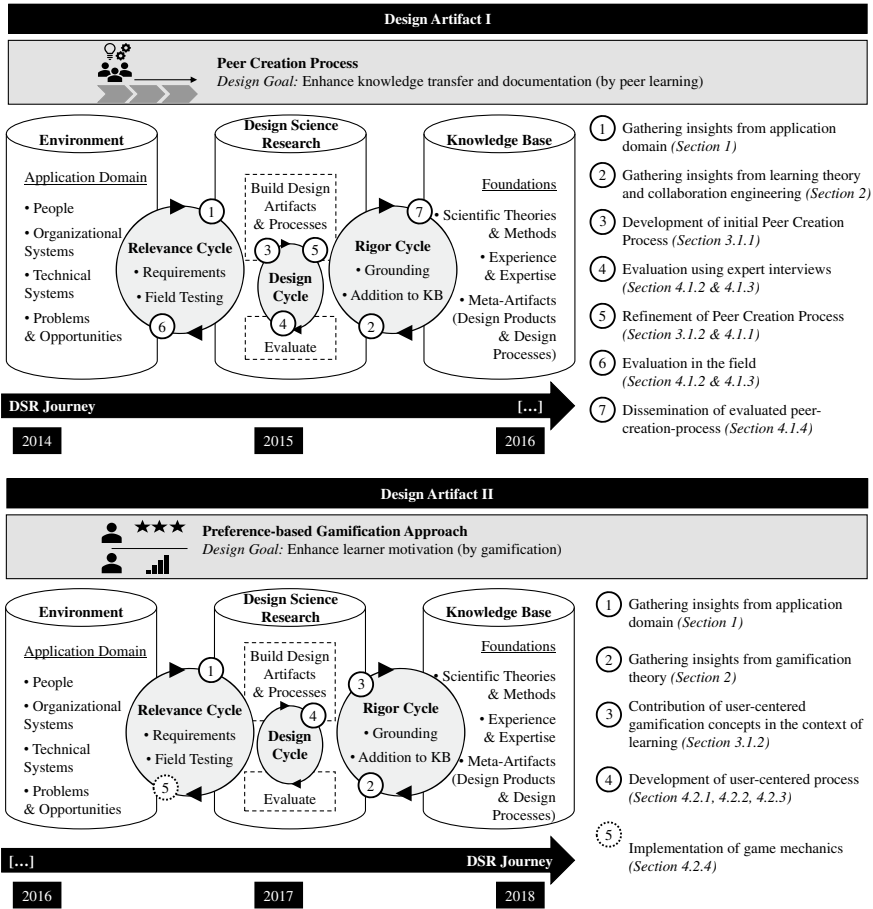 Design Artifact I
Peer Creation Process
Design Goal: Enhance knowledge transfer and documentation (by peer learning)
Environment
Application Domain
• People
• Organizational
Systems
• Technical
Systems
• Problems
& Opportunities
Relevance Cycle
• Requirements
• Field Testing
1
6
Design Science
Research
Build Design
Artifacts
& Processes
3
5
Design
Cycle
4
Evaluate
Rigor Cycle
• Grounding
• Addition to KB
7
2
Knowledge Base
Foundations
• Scientific Theories
& Methods
• Experience
& Expertise
• Meta-Artifacts
(Design Products
& Design
Processes)
1 Gathering insights from application
domain (Section 1)
2 Gathering insights from learning theory
and collaboration engineering (Section 2)
3 Development of initial Peer Creation
Process (Section 3.1.1)
4 Evaluation using expert interviews
(Section 4.1.2 & 4.1.3)
5 Refinement of Peer Creation Process
(Section 3.1.2 & 4.1.1)
6 Evaluation in the field
(Section 4.1.2 & 4.1.3)
7 Dissemination of evaluated peer-
creation-process (Section 4.1.4)
DSR Journey [...]
2014 2015 2016
Design Artifact II
Preference-based Gamification Approach
Design Goal: Enhance learner motivation (by gamification)
Environment
Application Domain
• People
• Organizational
Systems
• Technical
Systems
• Problems
& Opportunities
Relevance Cycle
• Requirements
• Field Testing
1
5
Design Science
Research
Build Design
Artifacts
& Processes
4
Design
Cycle
Evaluate
3
Rigor Cycle
• Grounding
• Addition to KB
2
Knowledge Base
Foundations
• Scientific Theories
& Methods
• Experience
& Expertise
• Meta-Artifacts
(Design Products
& Design
Processes)
1 Gathering insights from application
domain (Section 1)
2 Gathering insights from gamification
theory (Section 2)
3 Contribution of user-centered
gamification concepts in the context of
learning (Section 3.1.2)
4 Development of user-centered process
(Section 4.2.1, 4.2.2, 4.2.3)
5 Implementation of game mechanics
(Section 4.2.4)
[...] DSR Journey
2016 2017 2018